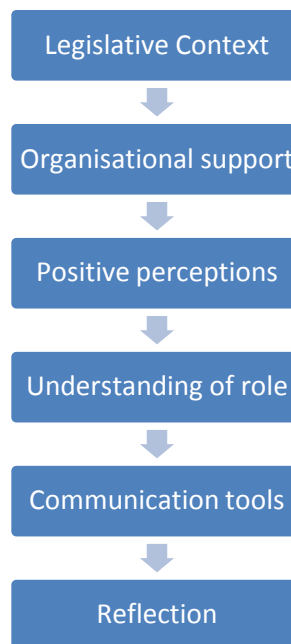 Legislative Context
Organisational support
Positive perceptions
Understanding of role
Communication tools
Reflection